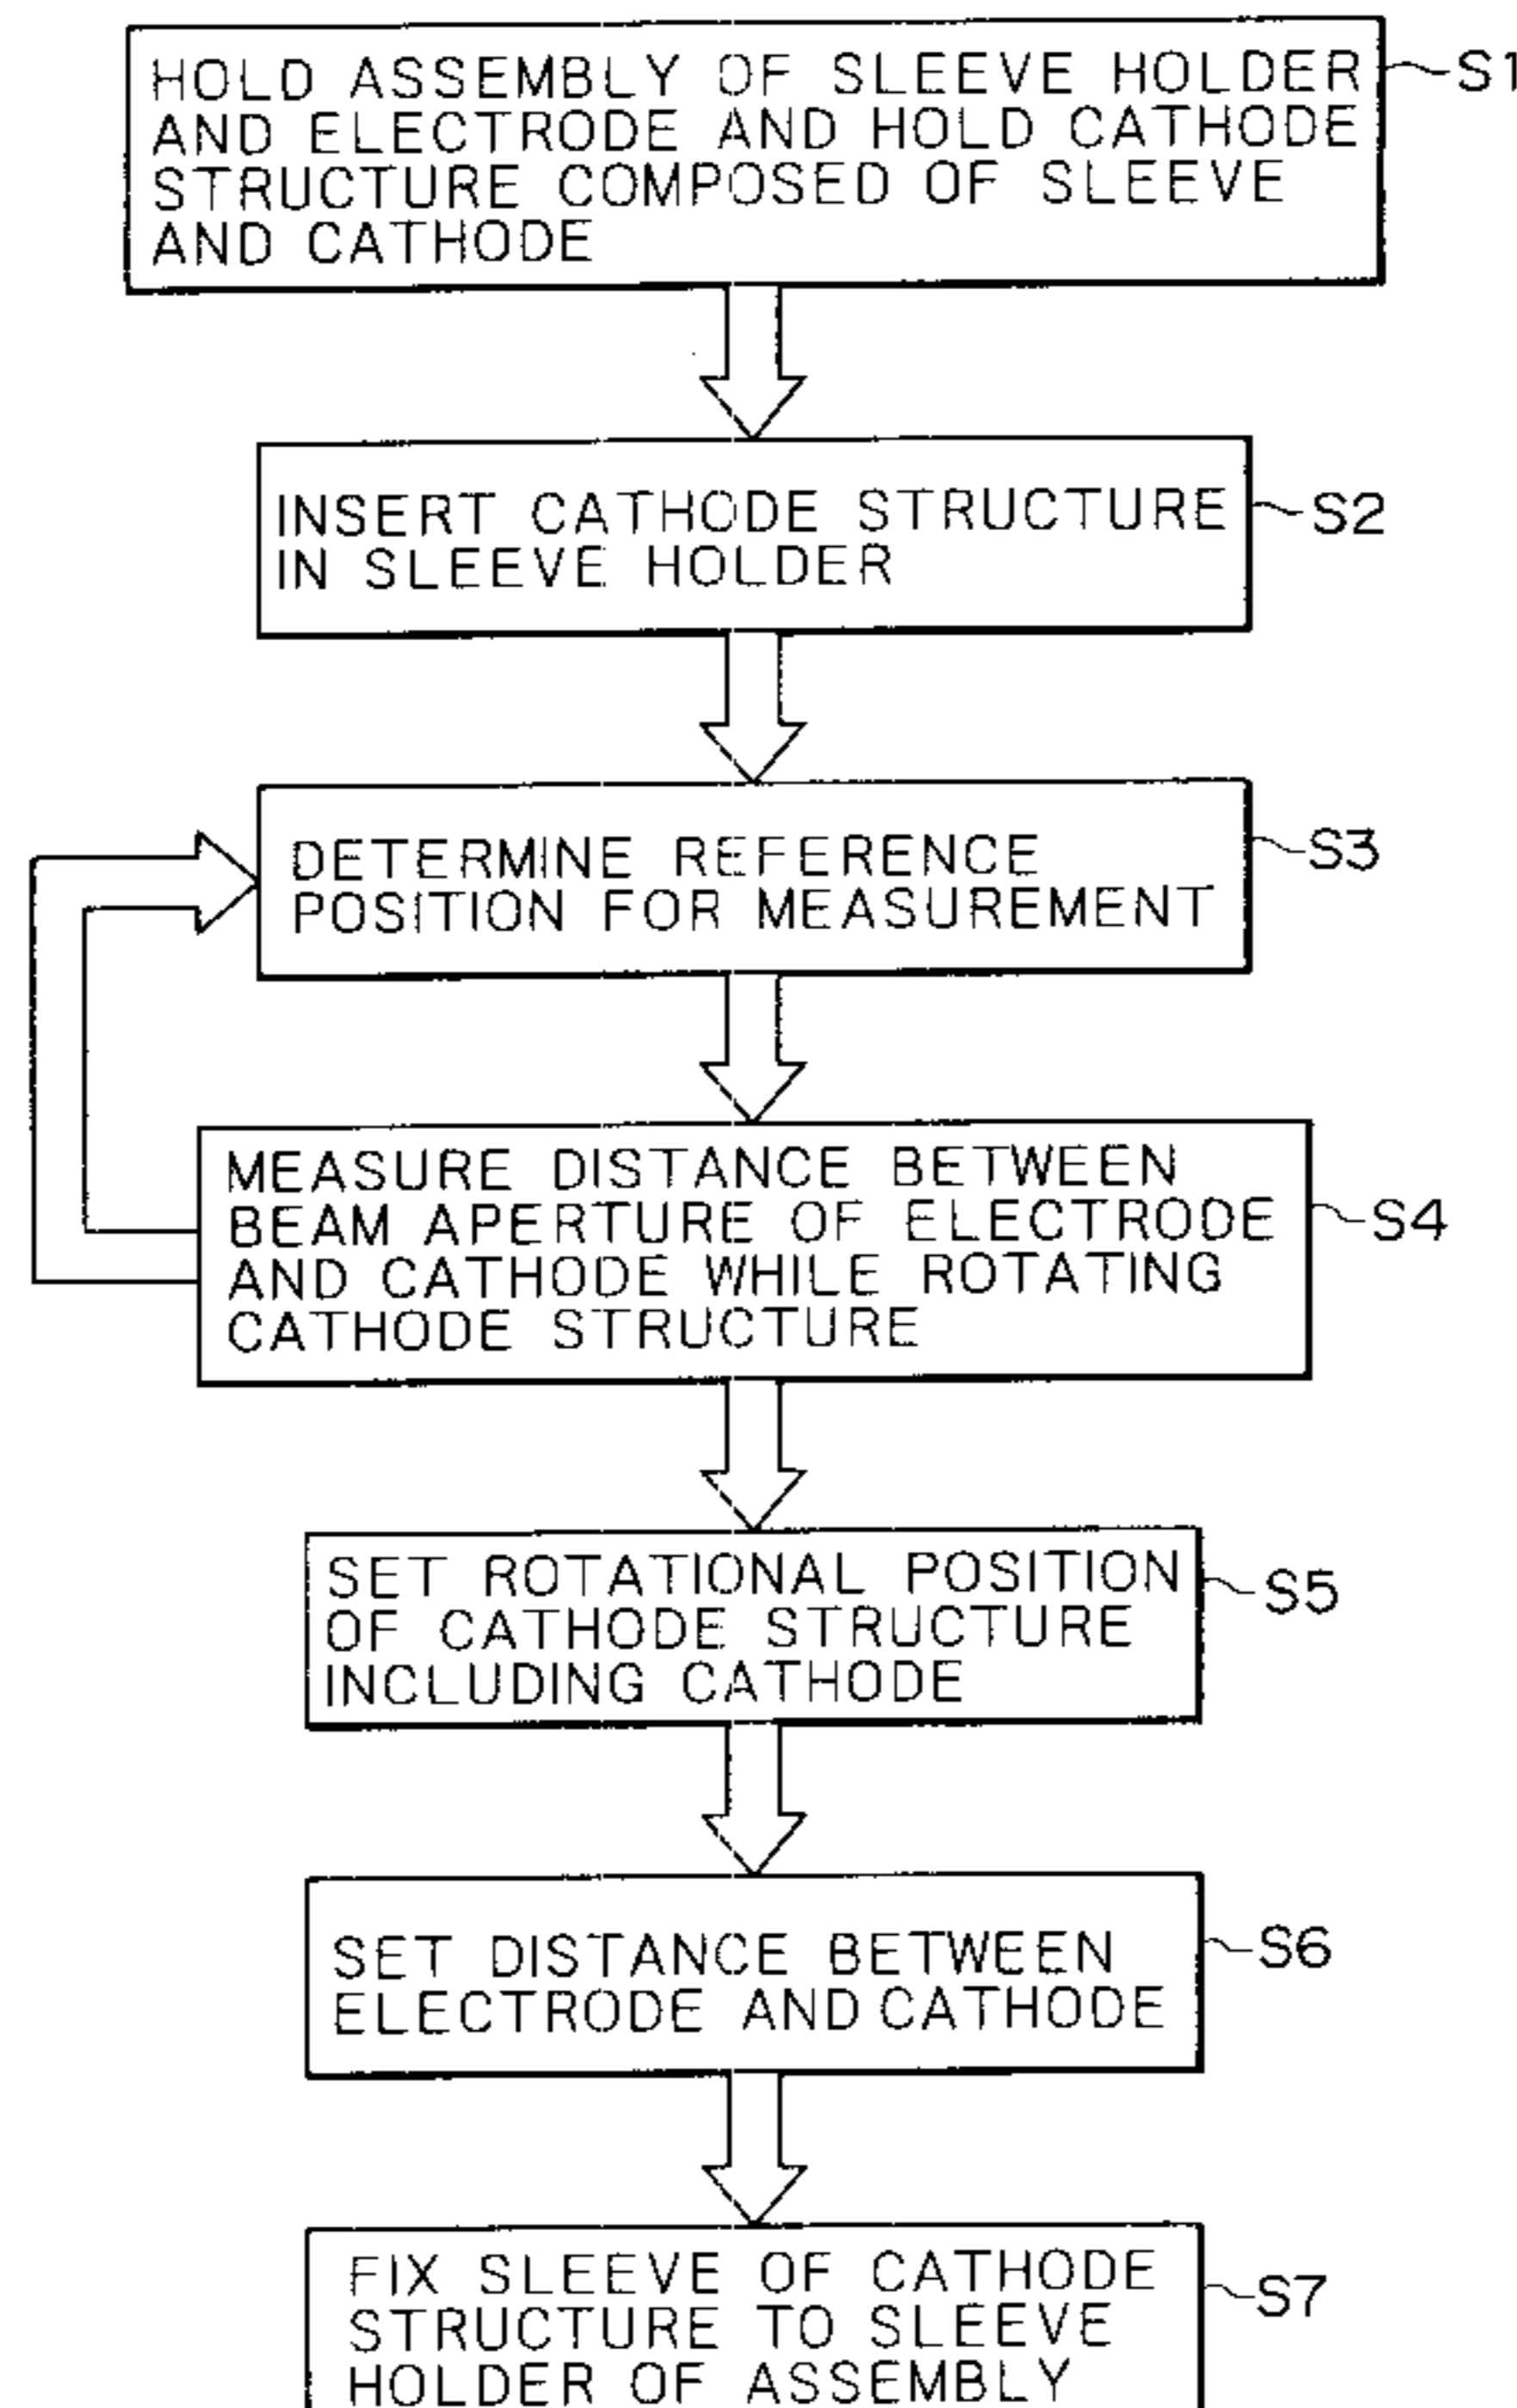 HOLD ASSEMBLY OF SLEEVE HOLDER
AND ELECTRODE AND HOLD CATHODE
STRUCTURE COMPOSED OF SLEEVE
AND CATHODE
S1
INSERT CATHODE STRUCTURE
IN SLEEVE HOLDER
S2
DETERMINE REFERENCE
POSITION FOR MEASUREMENT
S3
MEASURE DISTANCE BETWEEN
BEAM APERTURE OF ELECTRODE
AND CATHODE WHILE ROTATING
CATHODE STRUCTURE
S4
SET ROTATIONAL POSITION
OF CATHODE STRUCTURE
INCLUDING CATHODE
S5
SET DISTANCE BETWEEN
ELECTRODE AND CATHODE
S6
FIX SLEEVE OF CATHODE
STRUCTURE TO SLEEVE
HOLDER OF ASSEMBLY
S7